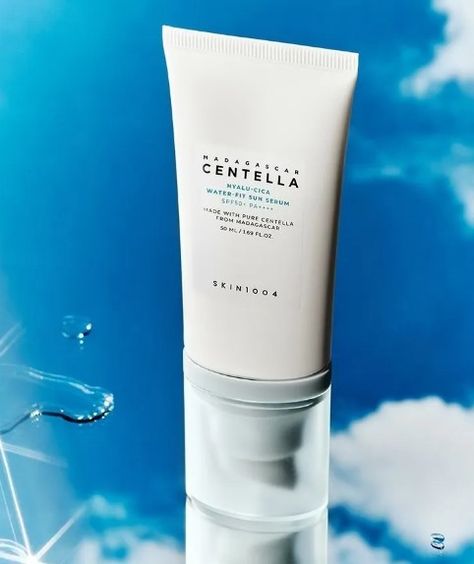 MADAGASCAR
CENTELLA
HYALU-CICA
WATER-FIT SUN SERUM
SPF50+ PA++++
MADE WITH PURE CENTELLA
FROM MADAGASCAR
50 ML / 1.69 FL.OZ.
SKIN1004